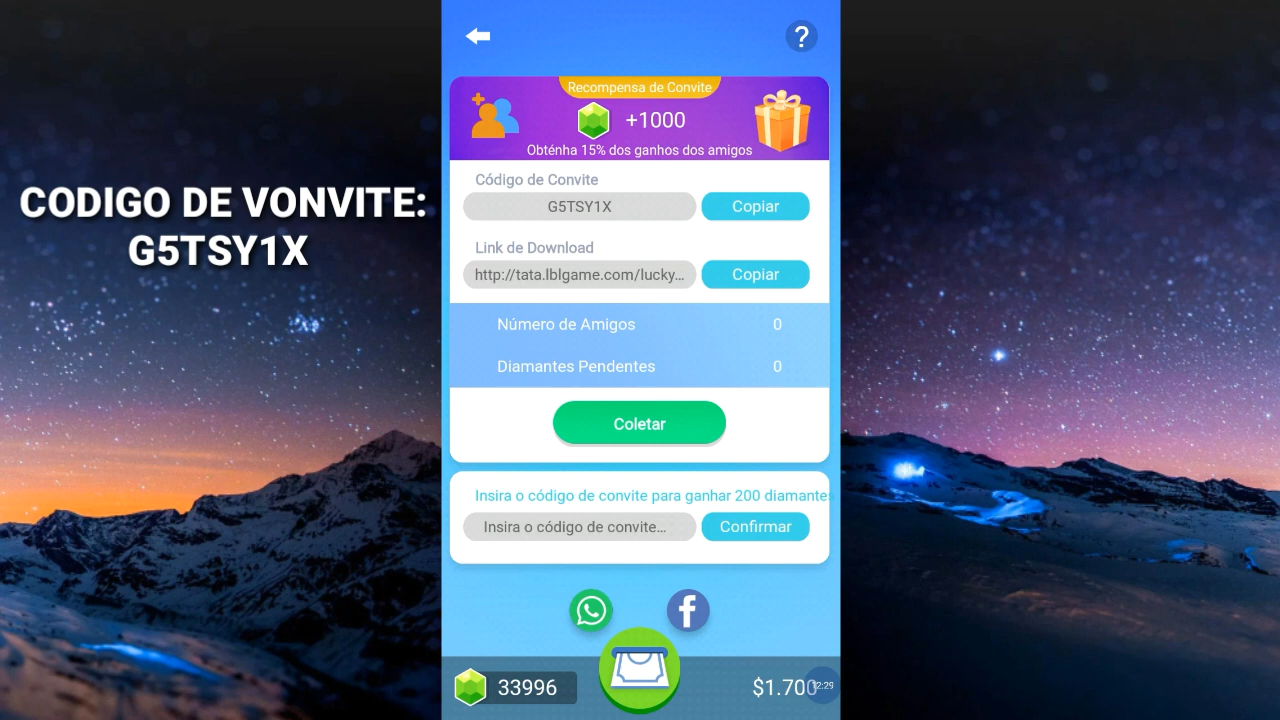 CODIGO DE VONVITE:
G5TSY1X
?
Recompensa de Convite
+1000
Obténha 15% dos ganhos dos amigos
Código de Convite
G5TSY1X
Copiar
Link de Download
http://tata.lblgame.com/lucky...
Copiar
Número de Amigos
0
Diamantes Pendentes
0
Coletar
Insira o código de convite para ganhar 200 diamantes
Insira o código de convite...
Confirmar
33996
$1.700
12:29